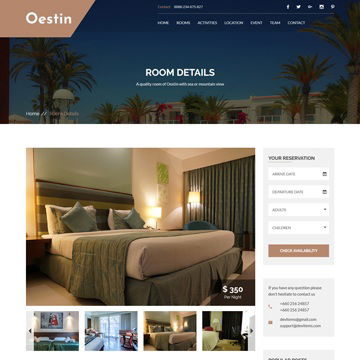 Oestin
Contact: 0088-234 675 827
HOME ROOMS ACTIVITIES LOCATION EVENT TEAM CONTACT
ROOM DETAILS
A quality room of Oestin with sea or mountain view
Home // Room Details
$ 350
Per Night
YOUR RESERVATION
ARRIVE DATE
DEPARTURE DATE
ADULTS
CHILDREN
CHECK AVAILABILITY
If you have any question please
don't hesitate to contact us
+660 256 24857
+660 256 24857
devitems@gmail.com
support@devitems.com
POPULAR POSTS